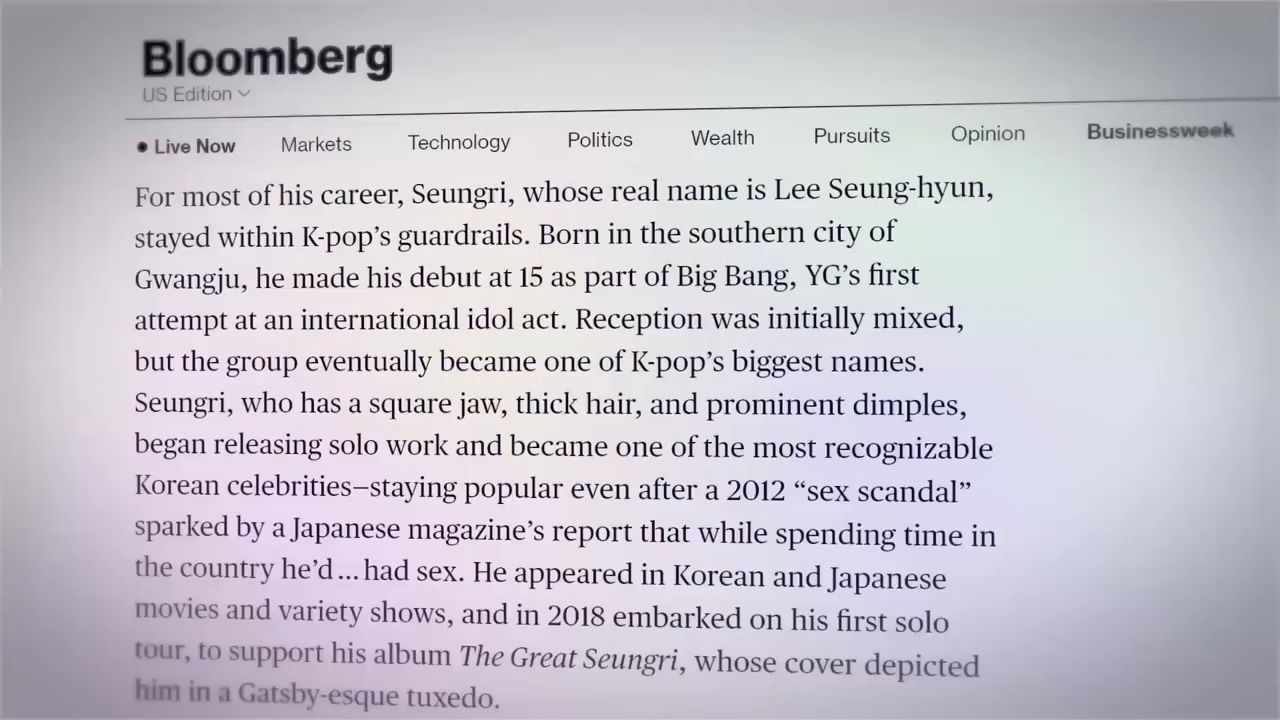 Bloomberg
US Edition
Live Now Markets Technology Politics Wealth Pursuits Opinion Businessweek
For most of his career, Seungri, whose real name is Lee Seung-hyun,
stayed within K-pop’s guardrails. Born in the southern city of
Gwangju, he made his debut at 15 as part of Big Bang, YG’s first
attempt at an international idol act. Reception was initially mixed,
but the group eventually became one of K-pop’s biggest names.
Seungri, who has a square jaw, thick hair, and prominent dimples,
began releasing solo work and became one of the most recognizable
Korean celebrities—staying popular even after a 2012 “sex scandal”
sparked by a Japanese magazine’s report that while spending time in
the country he’d … had sex. He appeared in Korean and Japanese
movies and variety shows, and in 2018 embarked on his first solo
tour, to support his album The Great Seungri, whose cover depicted
him in a Gatsby-esque tuxedo.